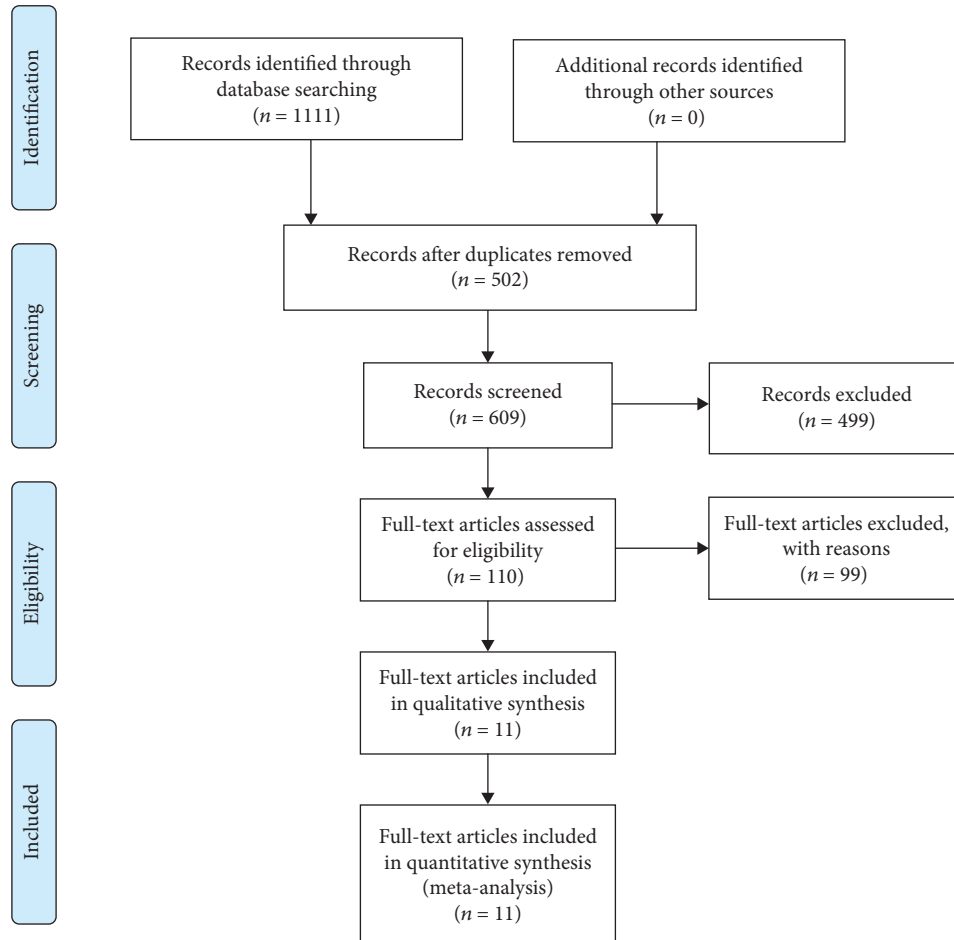 Identification
Records identified through
database searching
(n = 1111)
Additional records identified
through other sources
(n = 0)
Screening
Records after duplicates removed
(n = 502)
Records screened
(n = 609)
Records excluded
(n = 499)
Eligibility
Full-text articles assessed
for eligibility
(n = 110)
Full-text articles excluded,
with reasons
(n = 99)
Full-text articles included
in qualitative synthesis
(n = 11)
Included
Full-text articles included
in quantitative synthesis
(meta-analysis)
(n = 11)